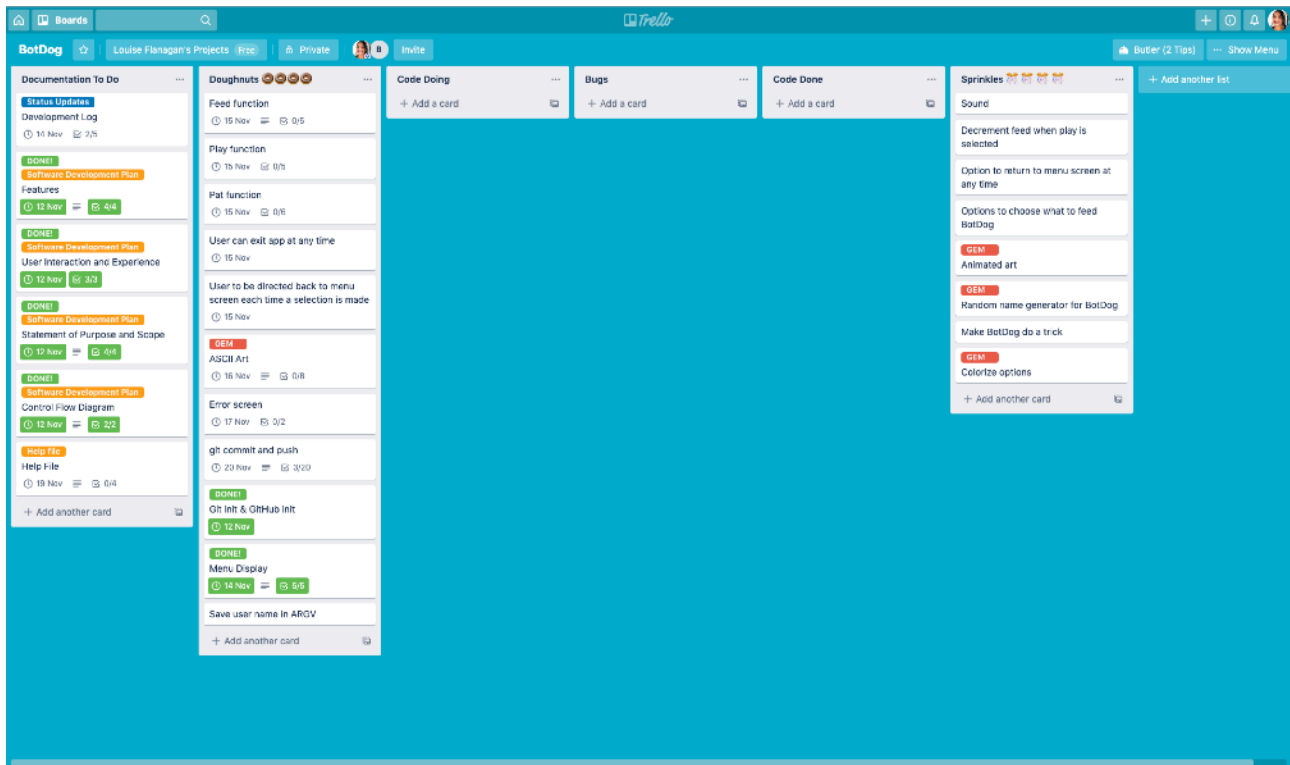 Boards
Trello
BotDog
Louise Flanagan's Projects Free
Private
B
Invite
Butler (2 Tips)
··· Show Menu
Documentation To Do
Status Updates
Development Log
14 Nov 2/5
DONE!
Software Development Plan
Features
12 Nov 4/4
DONE!
Software Development Plan
User Interaction and Experience
12 Nov 3/3
DONE!
Software Development Plan
Statement of Purpose and Scope
12 Nov 4/4
DONE!
Software Development Plan
Control Flow Diagram
12 Nov 2/2
Help file
Help File
19 Nov 0/4
+ Add another card
Doughnuts 🍩🍩🍩🍩
Feed function
15 Nov 0/5
Play function
15 Nov 0/5
Pat function
15 Nov 0/6
User can exit app at any time
15 Nov
User to be directed back to menu
screen each time a selection is made
15 Nov
GEM
ASCII Art
16 Nov 0/8
Error screen
17 Nov 0/2
git commit and push
20 Nov 3/20
DONE!
Git init & GitHub init
12 Nov
DONE!
Menu Display
14 Nov 5/5
Save user name in ARGV
+ Add another card
Code Doing
+ Add a card
Bugs
+ Add a card
Code Done
+ Add a card
Sprinkles
Sound
Decrement feed when play is
selected
Option to return to menu screen at
any time
Options to choose what to feed
BotDog
GEM
Animated art
GEM
Random name generator for BotDog
Make BotDog do a trick
GEM
Colorize options
+ Add another card
+ Add another list